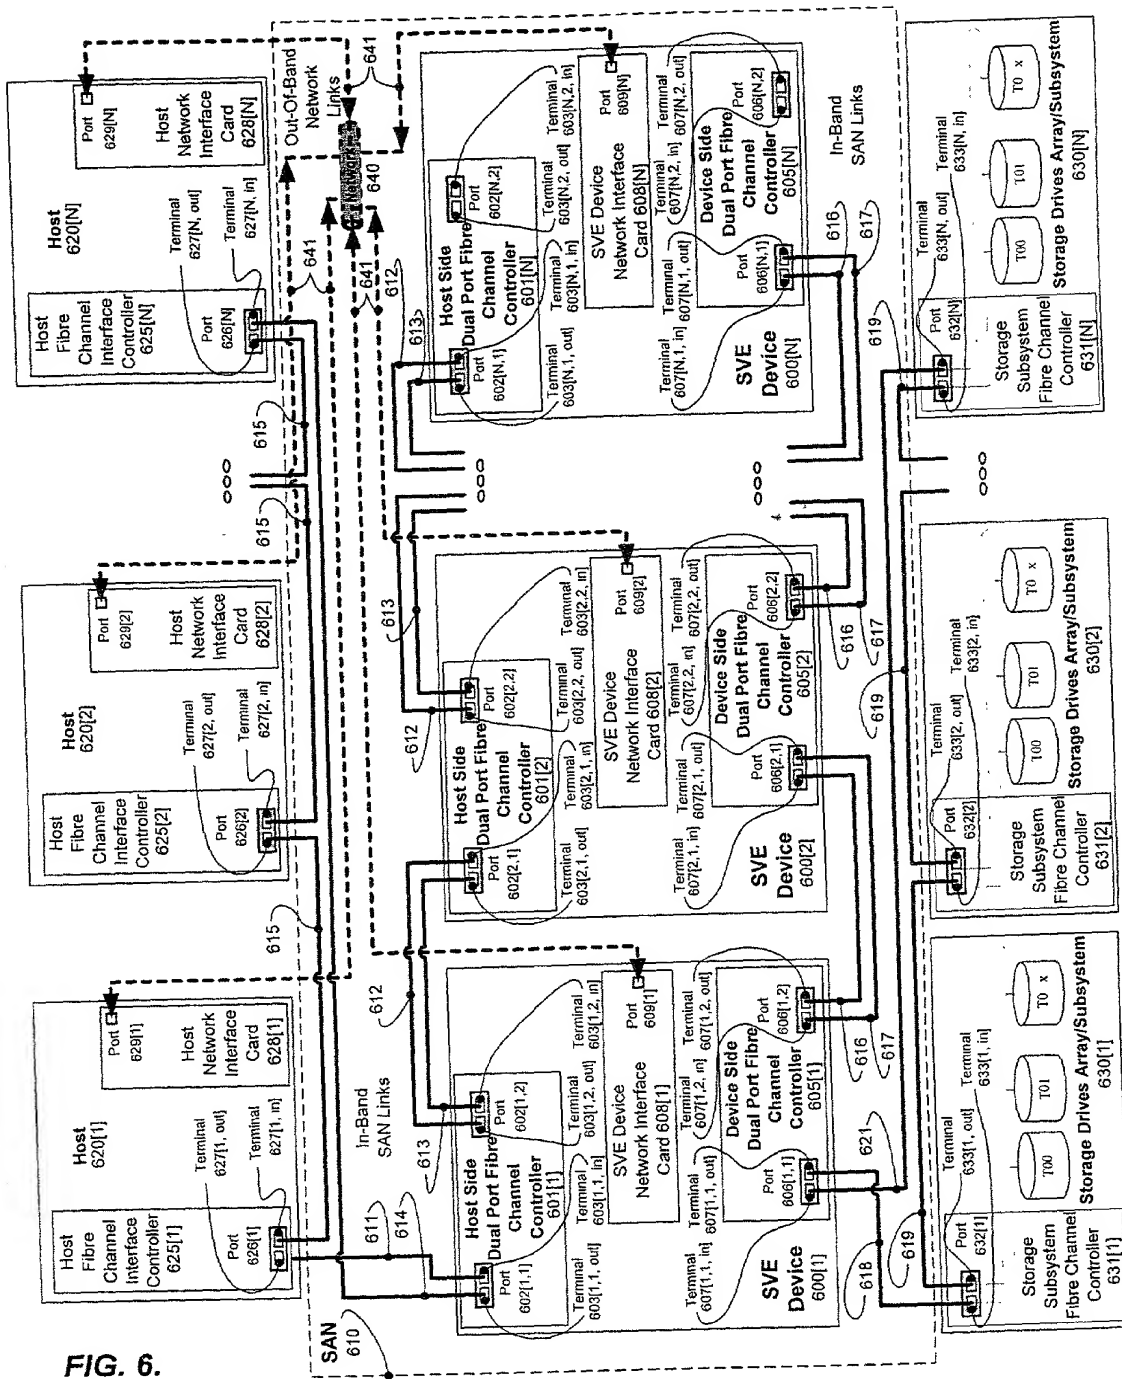 Host
620[1]
Host
Fibre
Channel
Interface
Controller
625[1]
Port
626[1]
Terminal
627[1, out]
Terminal
627[1, in]
Port
629[1]
Host
Network
Interface
Card
628[1]
Host
620[2]
Host
Fibre
Channel
Interface
Controller
625[2]
Port
626[2]
Terminal
627[2, out]
Terminal
627[2, in]
Port
628[2]
Host
Network
Interface
Card
628[2]
Host
620[N]
Host
Fibre
Channel
Interface
Controller
625[N]
Port
626[N]
Terminal
627[N, out]
Terminal
627[N, in]
Port
629[N]
Host
Network
Interface
Card
628[N]
SAN
610
In-Band
SAN Links
611
614
613
612
615
615
615
641
641
641
612
613
613
612
Out-Of-Band
Network
Links
Network
640
Host Side
Dual Port Fibre
Channel
Controller
601[1]
Port
602[1,1]
Port
602[1,2]
Terminal
603[1,1, out]
Terminal
603[1,1, in]
Terminal
603[1,2, out]
Terminal
603[1,2, in]
SVE Device
Network Interface
Card 608[1]
Port
609[1]
Terminal
607[1,1, in]
Terminal
607[1,1, out]
Terminal
607[1,2, in]
Terminal
607[1,2, out]
Device Side
Dual Port Fibre
Channel
Controller
605[1]
Port
606[1,1]
Port
606[1,2]
SVE
Device
600[1]
Host Side
Dual Port Fibre
Channel
Controller
601[2]
Port
602[2,1]
Port
602[2,2]
Terminal
603[2,1, out]
Terminal
603[2,1, in]
Terminal
603[2,2, out]
Terminal
603[2,2, in]
SVE Device
Network Interface
Card 608[2]
Port
609[2]
Terminal
607[2,1, in]
Terminal
607[2,1, out]
Terminal
607[2,2, in]
Terminal
607[2,2, out]
Device Side
Dual Port Fibre
Channel
Controller
605[2]
Port
606[2,1]
Port
606[2,2]
SVE
Device
600[2]
Host Side
Dual Port Fibre
Channel
Controller
601[N]
Port
602[N,1]
Port
602[N,2]
Terminal
603[N,1, out]
Terminal
603[N,1, in]
Terminal
603[N,2, out]
Terminal
603[N,2, in]
SVE Device
Network Interface
Card 608[N]
Port
609[N]
Terminal
607[N,1, in]
Terminal
607[N,1, out]
Terminal
607[N,2, in]
Terminal
607[N,2, out]
Device Side
Dual Port Fibre
Channel
Controller
605[N]
Port
606[N,1]
Port
606[N,2]
SVE
Device
600[N]
In-Band
SAN Links
618
619
621
616
617
616
617
619
616
617
619
Storage
Subsystem
Fibre Channel
Controller
631[1]
Port
632[1]
Terminal
633[1, out]
Terminal
633[1, in]
T00
T01
T0 x
Storage Drives Array/Subsystem
630[1]
Storage
Subsystem
Fibre Channel
Controller
631[2]
Port
632[2]
Terminal
633[2, out]
Terminal
633[2, in]
T00
T01
T0 x
Storage Drives Array/Subsystem
630[2]
Storage
Subsystem
Fibre Channel
Controller
631[N]
Port
632[N]
Terminal
633[N, out]
Terminal
633[N, in]
T00
T01
T0 x
Storage Drives Array/Subsystem
630[N]
FIG. 6.